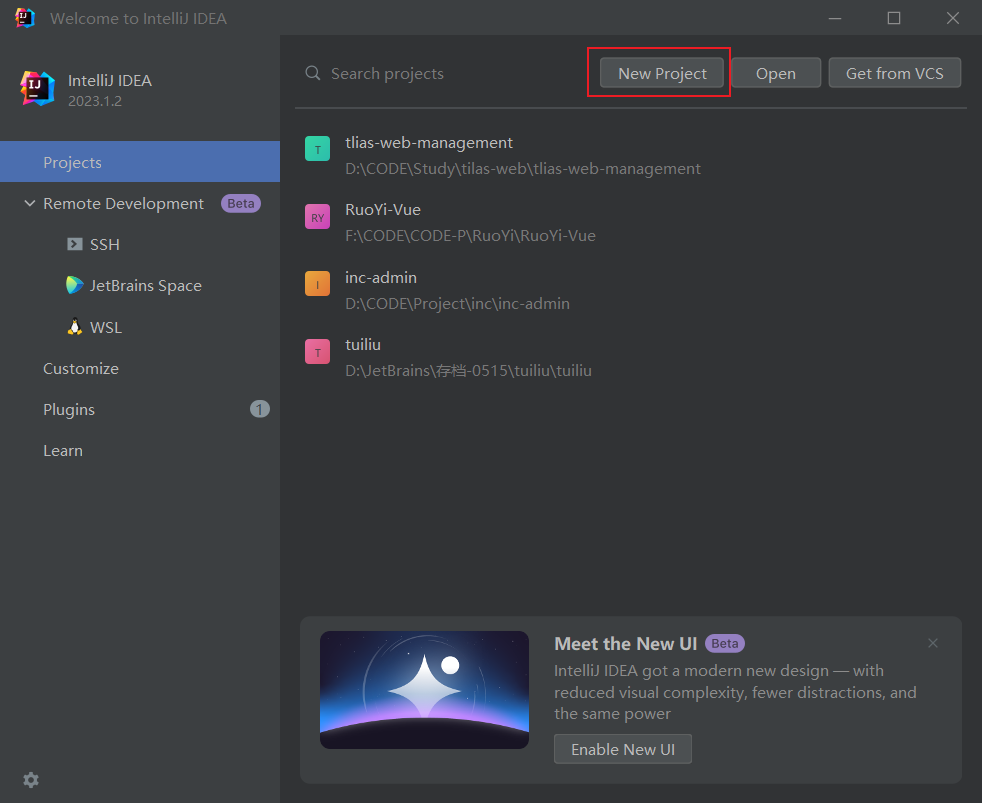 Welcome to IntelliJ IDEA
IntelliJ IDEA
2023.1.2
Search projects
New Project
Open
Get from VCS
Projects
Remote Development Beta
SSH
JetBrains Space
WSL
Customize
Plugins 1
Learn
T
tlias-web-management
D:\CODE\Study\tilas-web\tlias-web-management
RY
RuoYi-Vue
F:\CODE\CODE-P\RuoYi\RuoYi-Vue
I
inc-admin
D:\CODE\Project\inc\inc-admin
T
tuiliu
D:\JetBrains\存档-0515\tuiliu\tuiliu
Meet the New UI Beta
IntelliJ IDEA got a modern new design — with
reduced visual complexity, fewer distractions, and
the same power
Enable New UI